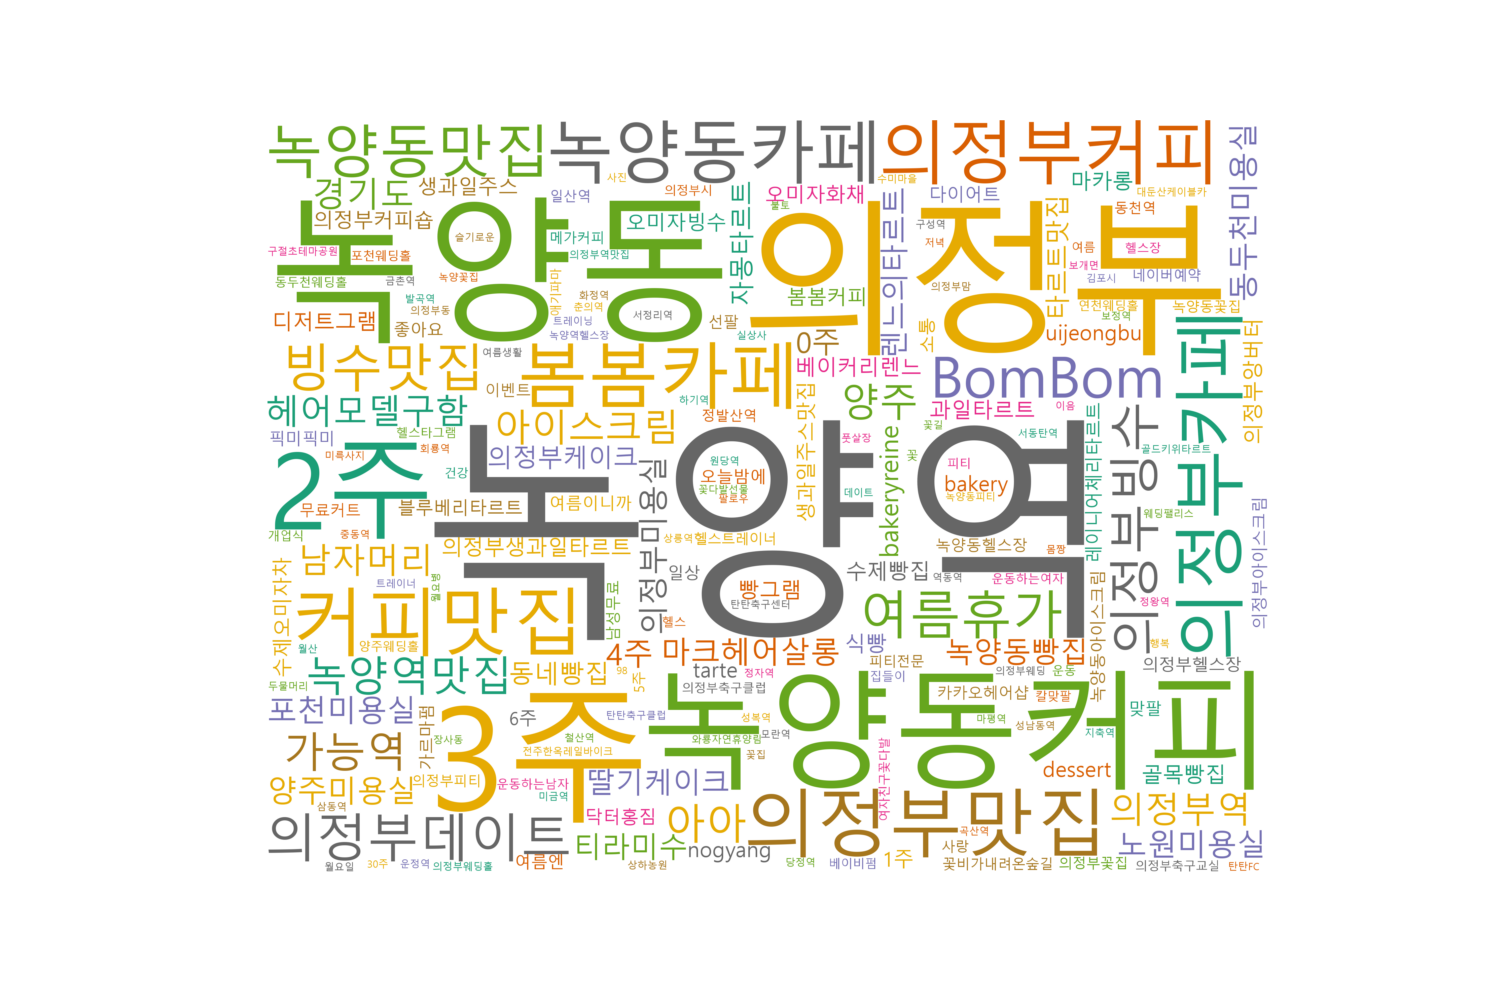 녹양동맛집
녹양동카페
의정부커피
동두천미용실
경기도
생과일주스
일산역
사진
의정부시
오미자화채
수미마을
다이어트
마카롱
대둔산케이블카
의정부커피숍
녹양동
의정부
오미자빙수
자몽타르트
불토
렌느의타르트
구성역
타르트맛집
동천역
슬기로운
메가커피
저녁
여름
헬스장
구절초테마공원
포천웨딩홀
의정부역맛집
보개면
동두천웨딩홀
금촌역
녹양꽃집
애기파마
화정역
봄봄커피
의정부맘
김포시
네이버예약
발곡역
의정부동
준의역
서정리역
연천웨딩홀
녹양동꽃집
디저트그램
좋아요
트레이닝
선팔
보정역
녹양역헬스장
실상사
0주
소통
uijeongbu
의정부카페
의정부앙버터
빙수맛집
여름생활
봄봄카페
베이커리렌느
BomBom
이벤트
하기역
양주
헤어모델구함
아이스크림
정발산역
생과일주스맛집
과일타르트
이음
픽미픽미
헬스타그램
풋살장
꽃길
서동탄역
레이니어체리타르트
의정부빙수
미륵사지
회룡역
의정부케이크
녹양역
bakeryreine
골드키위타르트
2주
건강
원당역
꽃
피티
오늘밤에
꽃다발선물
데이트
bakery
팔로우
녹양동피티
무료커트
블루베리타르트
여름이니까
의정부미용실
웨딩팰리스
의정부아이스크림
개업식
중동역
상록역
헬스트레이너
녹양동헬스장
몸짱
남자머리
의정부생과일타르트
일상
수제빵집
역동역
운동하는여자
트레이너
월요병
빵그램
녹양동아이스크림
수제오미자차
커피맛집
남성무료
탄탄축구센터
여름휴가
정왕역
헬스
월산
양주웨딩홀
4주
마크헤어살롱
식빵
녹양동빵집
행복
녹양역맛집
동네빵집
98
tarte
정자역
피티전문
의정부웨딩
운동
의정부헬스장
두물머리
5주
의정부축구클럽
집들이
카카오헤어샵
칼맞팔
포천미용실
가르마펌
3주
6주
탄탄축구클럽
녹양동커피
성복역
마평역
성남동역
맞팔
지축역
가능역
장사동
철산역
와룡자연휴양림
모란역
전주한옥레일바이크
꽃집
여자친구꽃다발
dessert
골목빵집
양주미용실
의정부피티
운동하는남자
딸기케이크
미금역
삼동역
닥터홍짐
아아
의정부맛집
의정부역
의정부데이트
티라미수
곡산역
nogyang
사랑
노원미용실
월요일
30주
운정역
의정부웨딩홀
여름엔
상하농원
당정역
베이비펌
1주
꽃비가내려온숲길
의정부꽃집
의정부축구교실
탄탄FC